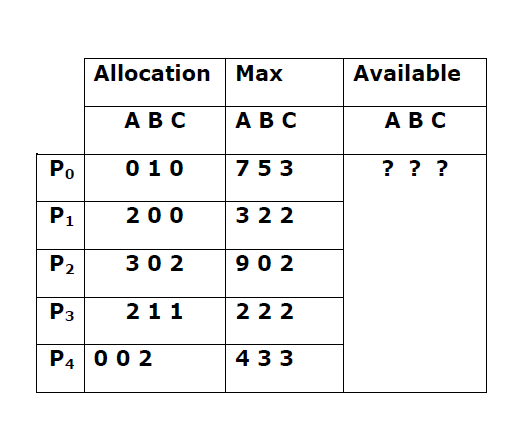 Allocation Max Available
A B C A B C A B C
P₀ 0 1 0 7 5 3 ? ? ?
P₁ 2 0 0 3 2 2
P₂ 3 0 2 9 0 2
P₃ 2 1 1 2 2 2
P₄ 0 0 2 4 3 3